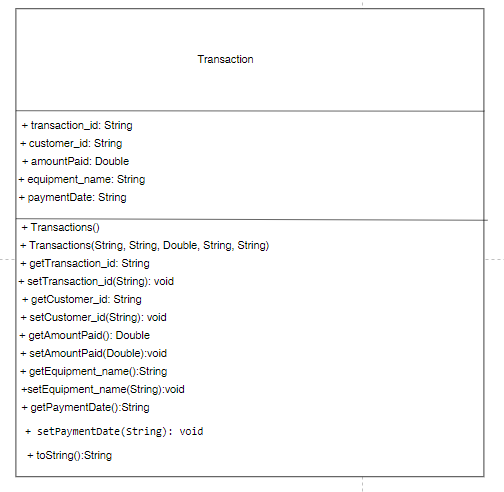 Transaction
+ transaction_id: String
+ customer_id: String
+ amountPaid: Double
+ equipment_name: String
+ paymentDate: String
+ Transactions()
+ Transactions(String, String, Double, String, String)
+ getTransaction_id: String
+ setTransaction_id(String): void
+ getCustomer_id: String
+ setCustomer_id(String): void
+ getAmountPaid(): Double
+ setAmountPaid(Double):void
+ getEquipment_name():String
+setEquipment_name(String):void
+ getPaymentDate():String
+ setPaymentDate(String): void
+ toString():String